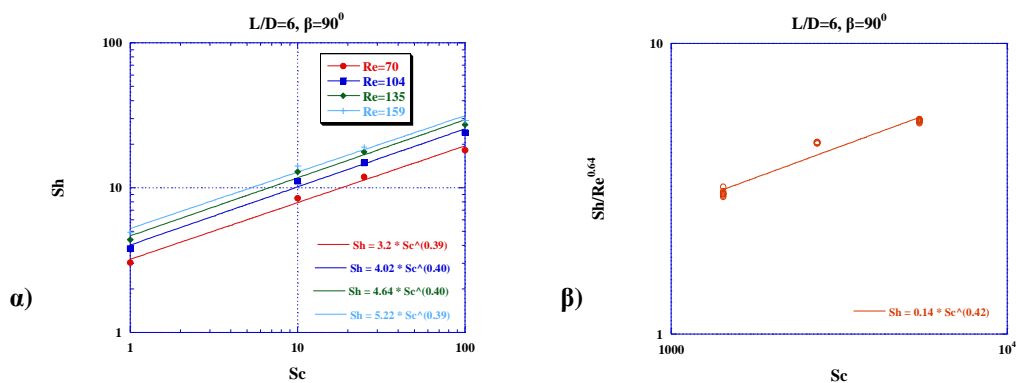 L/D=6, β=90⁰
100
10
1
Sh
Re=70
Re=104
Re=135
Re=159
Sh = 3.2 * Sc^(0.39)
Sh = 4.02 * Sc^(0.40)
Sh = 4.64 * Sc^(0.40)
Sh = 5.22 * Sc^(0.39)
1
10
100
Sc
α)
L/D=6, β=90⁰
10
1
Sh/Re^0.64
Sh = 0.14 * Sc^(0.42)
1000
10⁴
Sc
β)